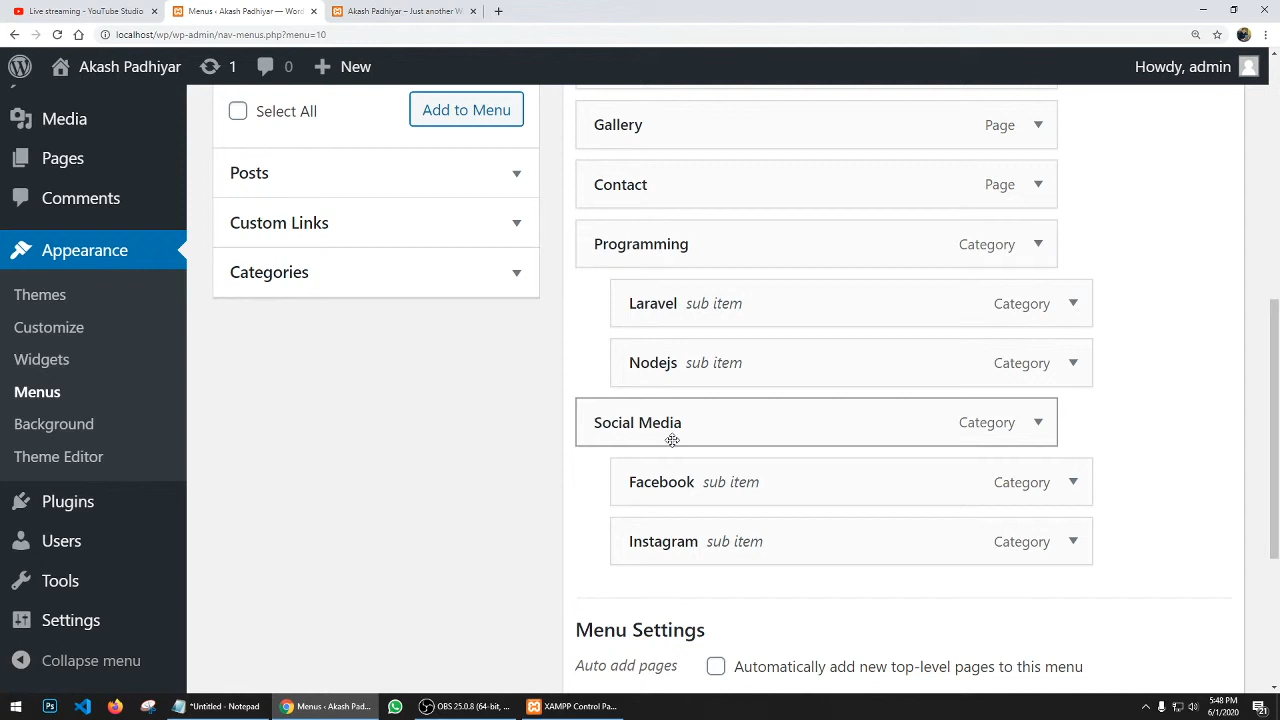 Live streaming - YouTube Studio
Menus ‹ Akash Padhiyar — Word
Akash Padhiyar – Just another W
localhost/wp/wp-admin/nav-menus.php?menu=10
Akash Padhiyar
1
0
New
Howdy, admin
Media
Pages
Comments
Appearance
Themes
Customize
Widgets
Menus
Background
Theme Editor
Plugins
Users
Tools
Settings
Collapse menu
Select All
Add to Menu
Posts
Custom Links
Categories
Gallery Page
Contact Page
Programming Category
Laravel sub item Category
Nodejs sub item Category
Social Media Category
Facebook sub item Category
Instagram sub item Category
Menu Settings
Auto add pages Automatically add new top-level pages to this menu
*Untitled - Notepad
Menus ‹ Akash Pad...
OBS 25.0.8 (64-bit, ...
XAMPP Control Pa...
5:48 PM
6/1/2020